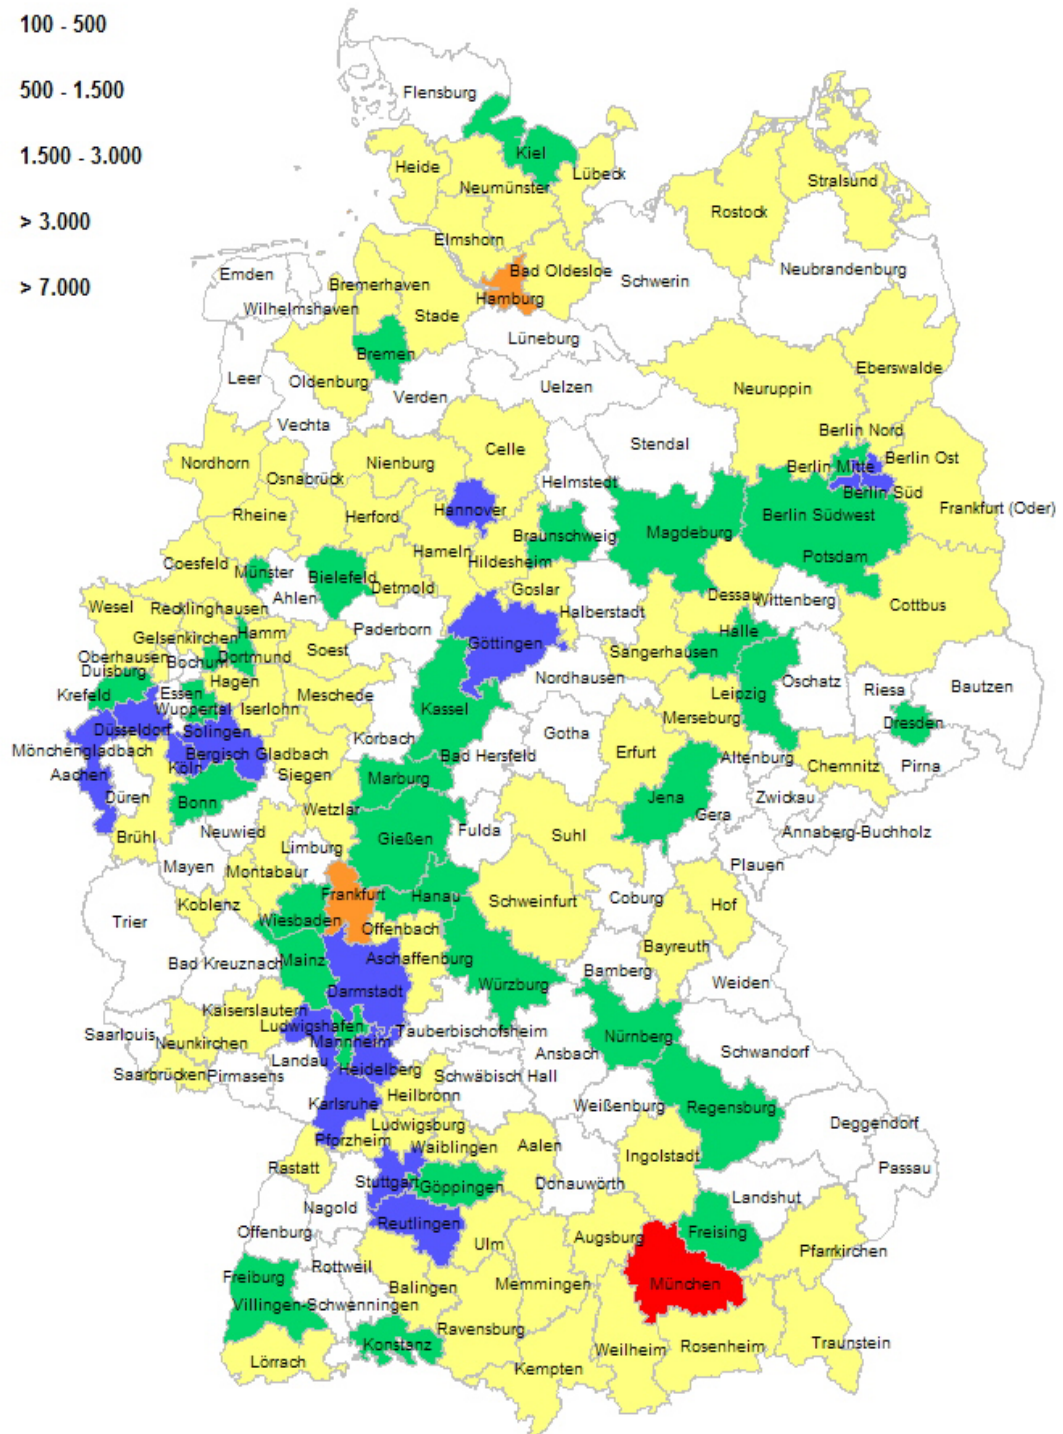 100 - 500
500 - 1.500
1.500 - 3.000
> 3.000
> 7.000
Flensburg
Kiel
Heide
Lübeck
Neumünster
Stralsund
Rostock
Elmshorn
Bad Oldesloe
Neubrandenburg
Emden
Schwerin
Bremerhaven
Hamburg
Wilhelmshaven
Stade
Lüneburg
Bremen
Eberswalde
Leer
Oldenburg
Uelzen
Neuruppin
Verden
Vechta
Berlin Nord
Stendal
Celle
Berlin Ost
Nordhorn
Nienburg
Berlin Mitte
Osnabrück
Helmstedt
Berlin Süd
Hannover
Frankfurt (Oder)
Rheine
Herford
Berlin Südwest
Braunschweig
Magdeburg
Hameln
Potsdam
Coesfeld
Hildesheim
Münster
Bielefeld
Detmold
Goslar
Dessau
Wittenberg
Ahlen
Wesel
Recklinghausen
Halberstadt
Cottbus
Paderborn
Hamm
Halle
Gelsenkirchen
Göttingen
Soest
Sangerhausen
Oberhausen
Bochum
Dortmund
Duisburg
Nordhausen
Oschatz
Hagen
Riesa
Bautzen
Krefeld
Essen
Meschede
Leipzig
Wuppertal
Iserlohn
Kassel
Merseburg
Dresden
Düsseldorf
Solingen
Gotha
Korbach
Mönchengladbach
Bergisch Gladbach
Bad Hersfeld
Erfurt
Altenburg
Köln
Chemnitz
Pirna
Aachen
Siegen
Marburg
Düren
Bonn
Jena
Zwickau
Wetzlar
Gera
Neuwied
Fulda
Annaberg-Buchholz
Brühl
Gießen
Suhl
Limburg
Mayen
Plauen
Montabaur
Frankfurt
Hanau
Coburg
Koblenz
Schweinfurt
Hof
Trier
Wiesbaden
Offenbach
Bayreuth
Mainz
Aschaffenburg
Bad Kreuznach
Bamberg
Weiden
Würzburg
Darmstadt
Kaiserslautern
Ludwigshafen
Tauberbischofsheim
Saarlouis
Nürnberg
Neunkirchen
Mannheim
Schwandorf
Ansbach
Landau
Heidelberg
Saarbrücken
Pirmasens
Schwäbisch Hall
Heilbronn
Karlsruhe
Weißenburg
Regensburg
Ludwigsburg
Deggendorf
Pforzheim
Waiblingen
Aalen
Ingolstadt
Rastatt
Passau
Stuttgart
Göppingen
Donauwörth
Landshut
Nagold
Reutlingen
Offenburg
Freising
Augsburg
Ulm
Pfarrkirchen
Rottweil
Freiburg
Balingen
Memmingen
München
Villingen-Schwenningen
Ravensburg
Konstanz
Traunstein
Rosenheim
Weilheim
Lörrach
Kempten